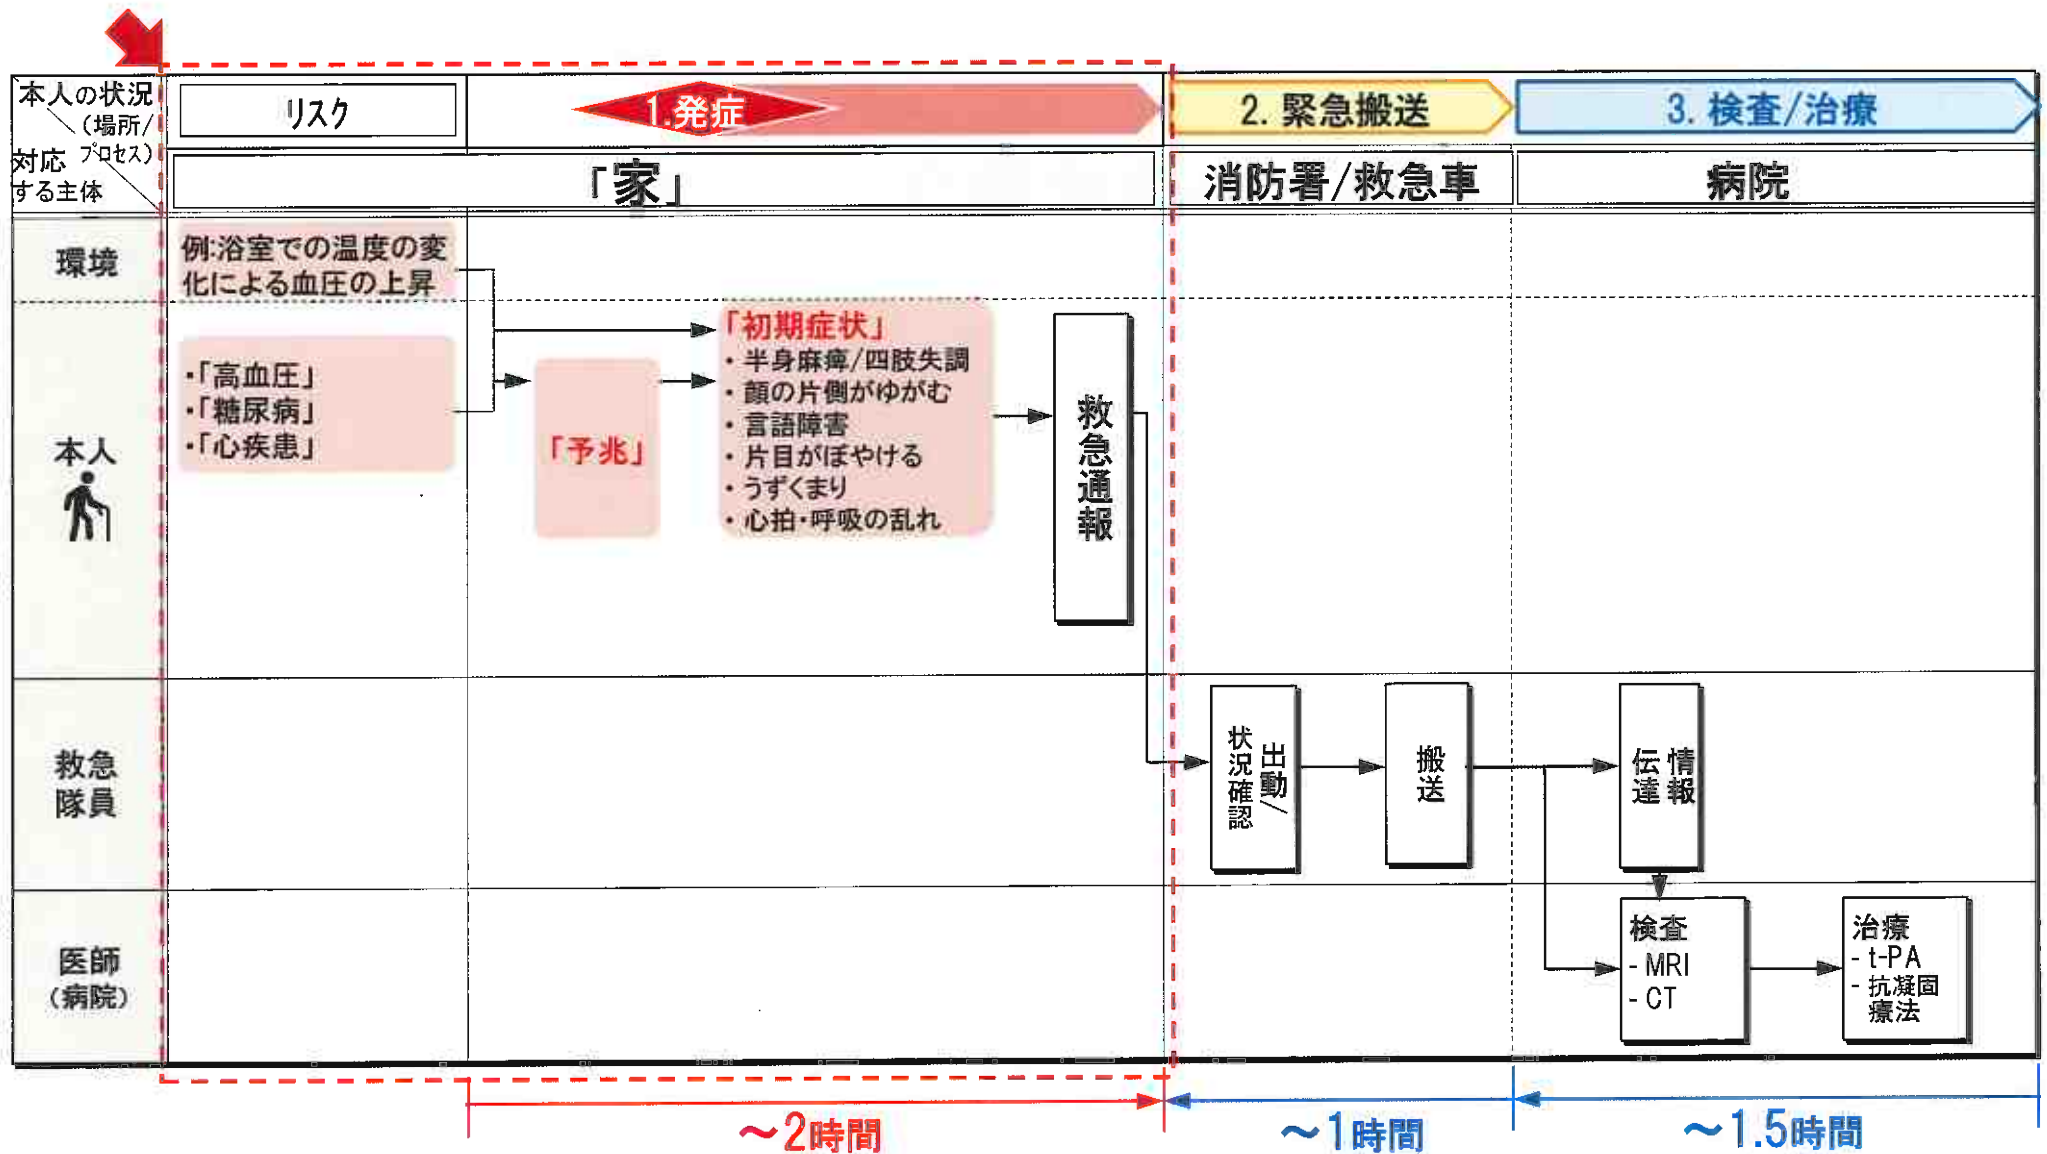 本人の状況
(場所/
プロセス)
対応
する主体
リスク
1.発症
2. 緊急搬送
3. 検査/治療
「家」
消防署/救急車
病院
環境
例:浴室での温度の変
化による血圧の上昇
本人
・「高血圧」
・「糖尿病」
・「心疾患」
「予兆」
「初期症状」
・半身麻痺/四肢失調
・顔の片側がゆがむ
・言語障害
・片目がぼやける
・うずくまり
・心拍・呼吸の乱れ
救急通報
救急
隊員
出動/
状況確認
搬送
情報
伝達
医師
(病院)
検査
- MRI
- CT
治療
- t-PA
- 抗凝固
療法
～2時間
～1時間
～1.5時間